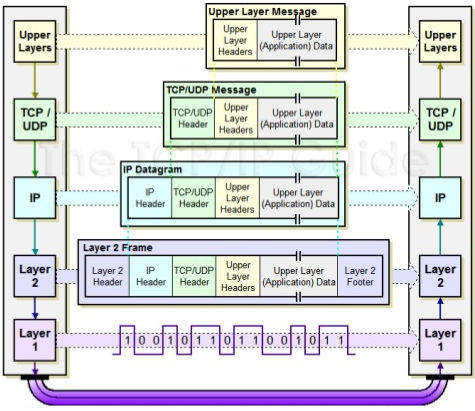 Upper Layer Message
Upper
Layers
Upper
Layer
Headers
Upper Layer
(Application) Data
Upper
Layers
TCP/UDP Message
TCP /
UDP
TCP/UDP
Header
Upper
Layer
Headers
Upper Layer
(Application) Data
TCP /
UDP
The TCP/IP Guide
IP Datagram
IP
IP
Header
TCP/UDP
Header
Upper
Layer
Headers
Upper Layer
(Application) Data
IP
Layer 2 Frame
Layer
2
Layer 2
Header
IP
Header
TCP/UDP
Header
Upper
Layer
Headers
Upper Layer
(Application) Data
Layer 2
Footer
Layer
2
Layer
1
1 0 0 1 0 1 1 0 1 1 0 0 1 0 1 1
Layer
1